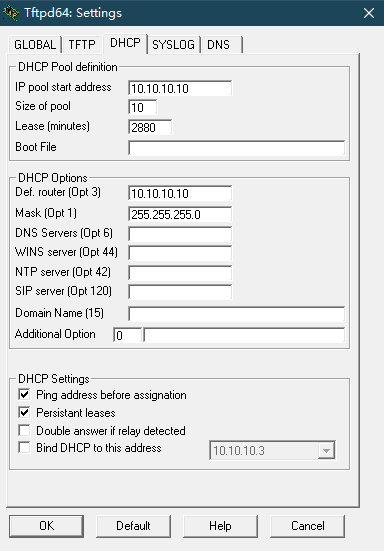 Tftpd64: Settings
GLOBAL TFTP DHCP SYSLOG DNS
DHCP Pool definition
IP pool start address 10.10.10.10
Size of pool 10
Lease (minutes) 2880
Boot File
DHCP Options
Def. router (Opt 3) 10.10.10.10
Mask (Opt 1) 255.255.255.0
DNS Servers (Opt 6)
WINS server (Opt 44)
NTP server (Opt 42)
SIP server (Opt 120)
Domain Name (15)
Additional Option 0
DHCP Settings
Ping address before assignation
Persistant leases
Double answer if relay detected
Bind DHCP to this address 10.10.10.3
OK Default Help Cancel